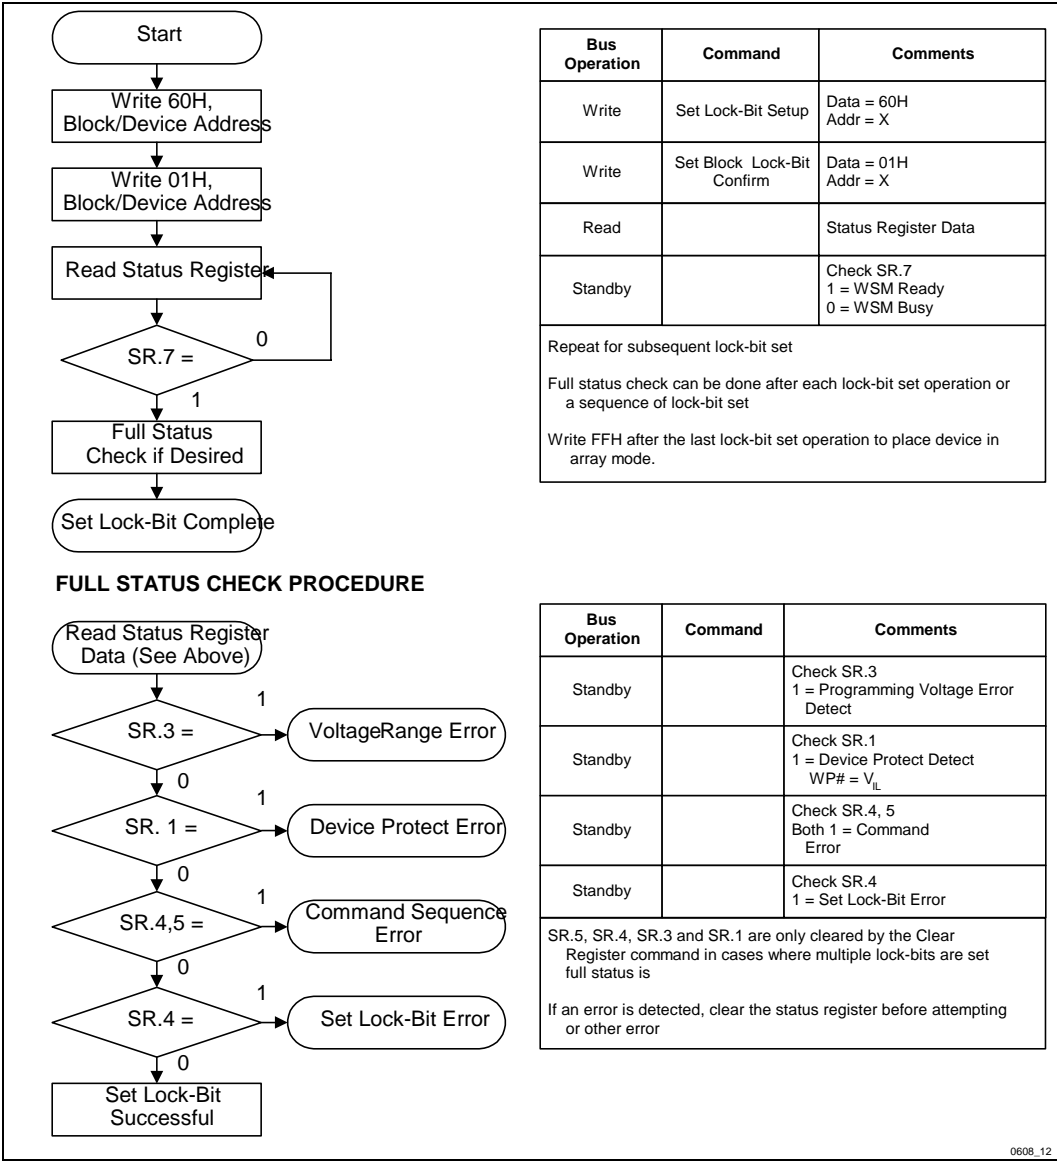 Start
Write 60H,
Block/Device Address
Write 01H,
Block/Device Address
Read Status Register
SR.7 =
0
1
Full Status
Check if Desired
Set Lock-Bit Complete
Bus
Operation
Command
Comments
Write
Set Lock-Bit Setup
Data = 60H
Addr = X
Write
Set Block Lock-Bit
Confirm
Data = 01H
Addr = X
Read
Status Register Data
Standby
Check SR.7
1 = WSM Ready
0 = WSM Busy
Repeat for subsequent lock-bit set
Full status check can be done after each lock-bit set operation or
a sequence of lock-bit set
Write FFH after the last lock-bit set operation to place device in
array mode.
FULL STATUS CHECK PROCEDURE
Read Status Register
Data (See Above)
SR.3 =
1
VoltageRange Error
0
SR. 1 =
1
Device Protect Error
0
SR.4,5 =
1
Command Sequence
Error
0
SR.4 =
1
Set Lock-Bit Error
0
Set Lock-Bit
Successful
Bus
Operation
Command
Comments
Standby
Check SR.3
1 = Programming Voltage Error
Detect
Standby
Check SR.1
1 = Device Protect Detect
WP# = VIL
Standby
Check SR.4, 5
Both 1 = Command
Error
Standby
Check SR.4
1 = Set Lock-Bit Error
SR.5, SR.4, SR.3 and SR.1 are only cleared by the Clear
Register command in cases where multiple lock-bits are set
full status is
If an error is detected, clear the status register before attempting
or other error
0608_12